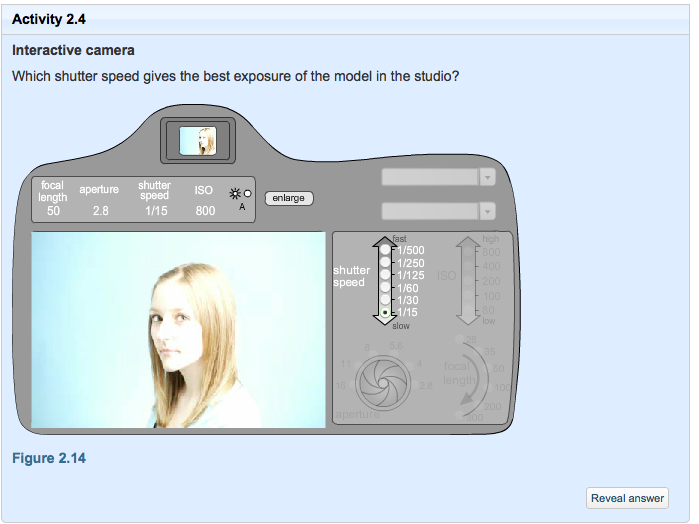 Activity 2.4
Interactive camera
Which shutter speed gives the best exposure of the model in the studio?
focal length aperture shutter speed ISO
50 2.8 1/15 800
A
enlarge
fast
1/500
1/250
1/125
1/60
1/30
1/15
slow
shutter
speed
ISO
high
800
400
200
100
50
low
8 5.6
11 4
16 2.8
aperture
28
35
50
100
200
300
focal
length
Figure 2.14
Reveal answer